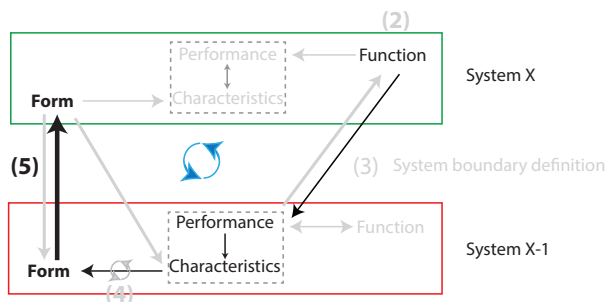 (2)
Performance
Function
System X
Characteristics
Form
(5)
(3) System boundary definition
Performance
Function
System X-1
Characteristics
Form
(4)